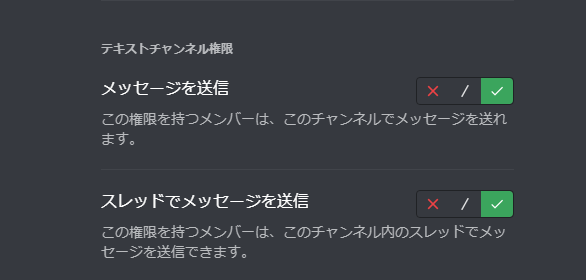 テキストチャンネル権限
メッセージを送信
この権限を持つメンバーは、このチャンネルでメッセージを送れ
ます。
スレッドでメッセージを送信
この権限を持つメンバーは、このチャンネル内のスレッドでメッ
セージを送信できます。